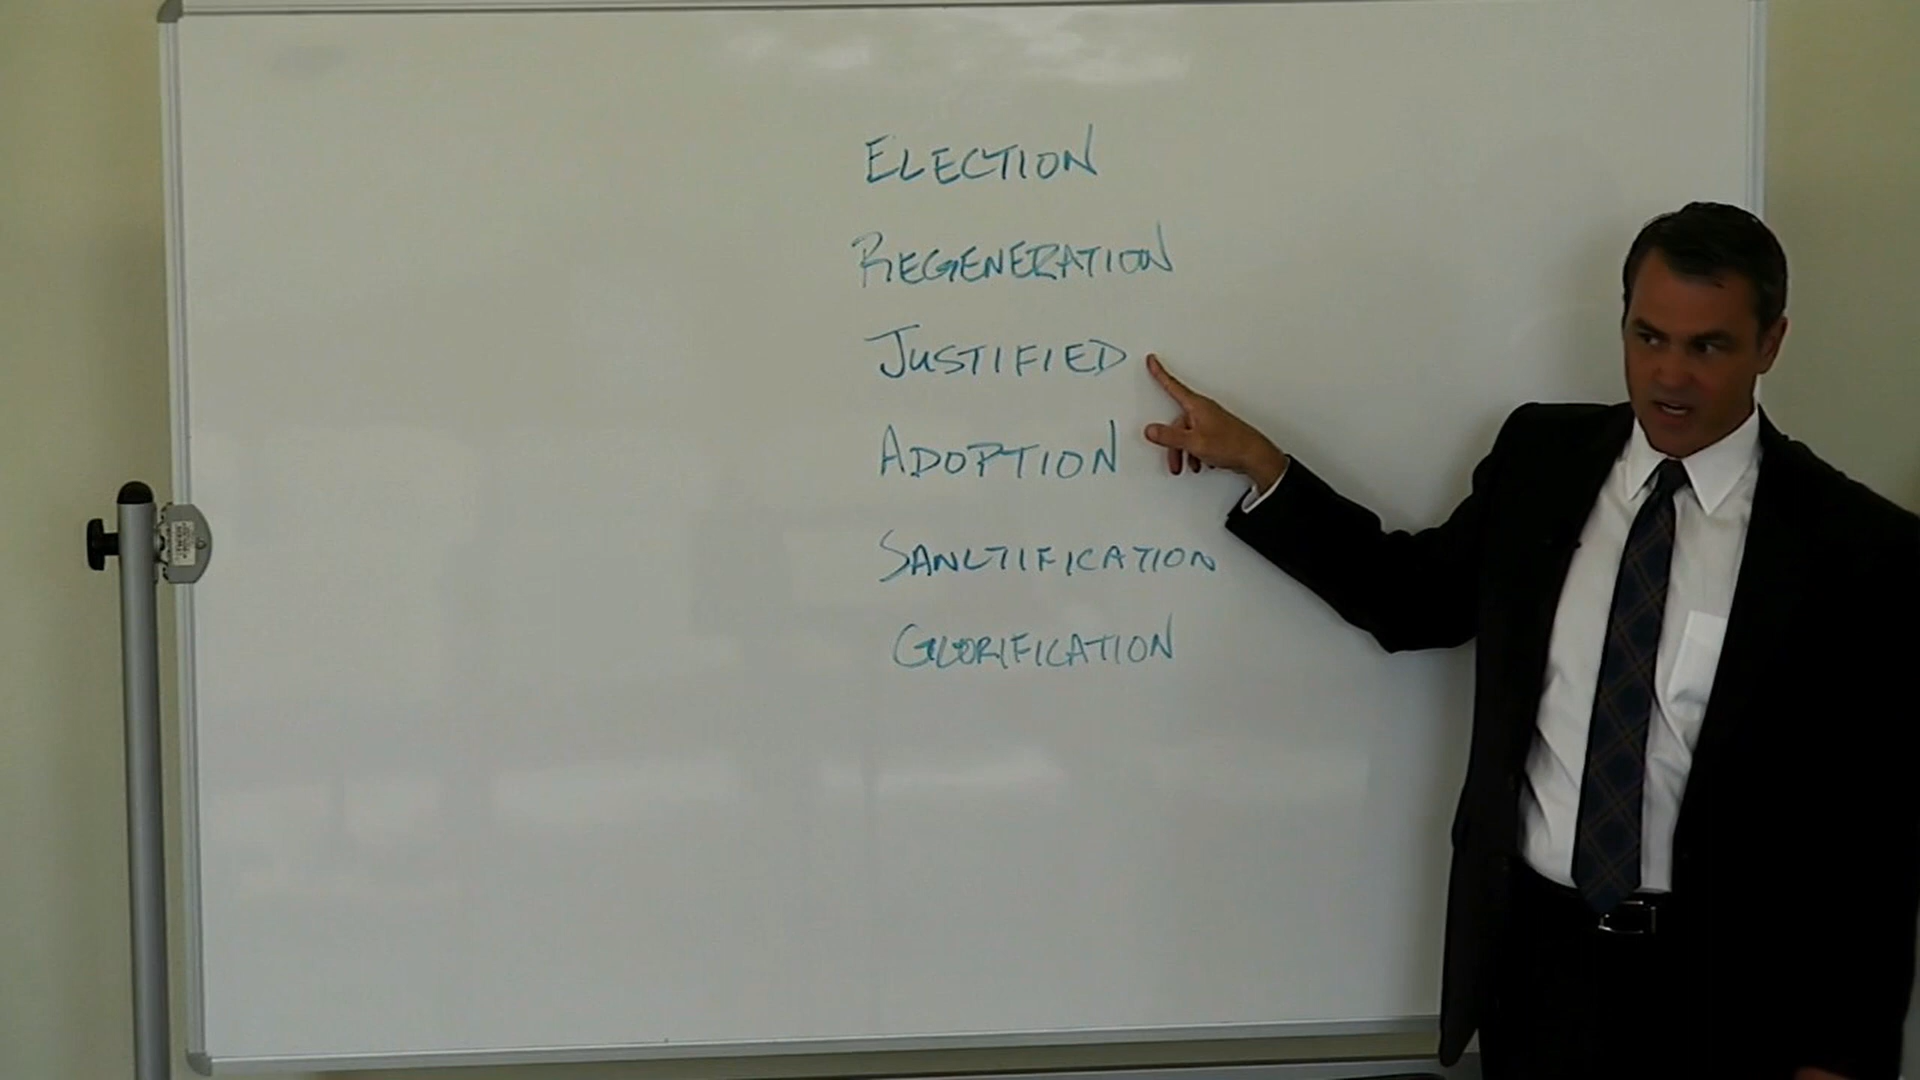 ELECTION
REGENERATION
JUSTIFIED
ADOPTION
SANCTIFICATION
GLORIFICATION